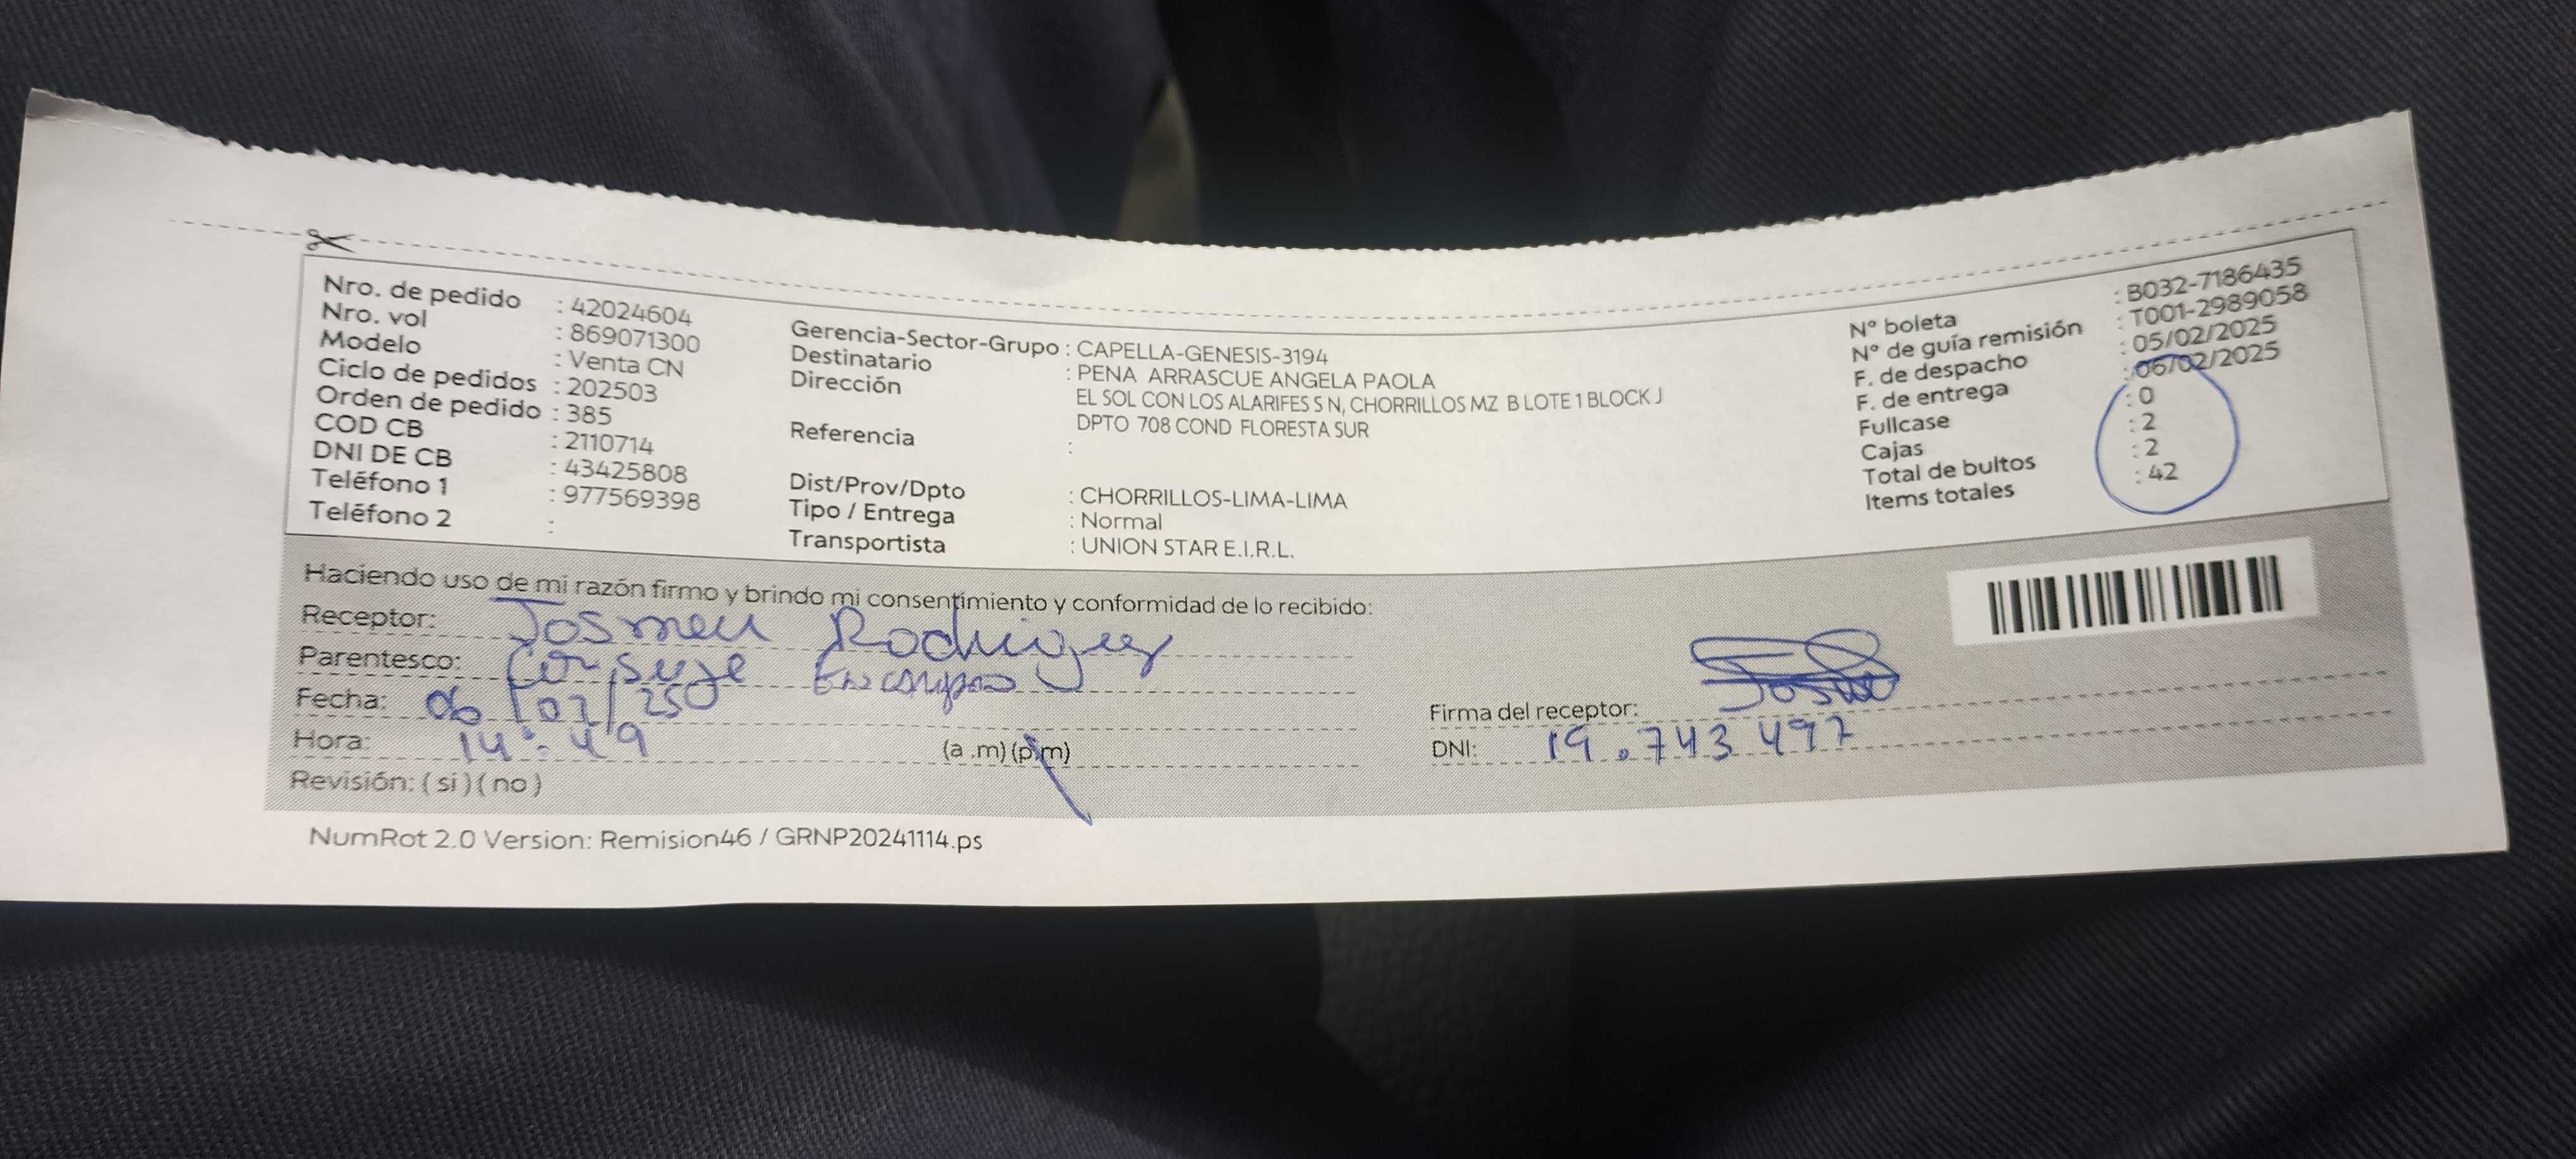 Nro. de pedido : 42024604
Nro. vol : 869071300
Modelo : Venta CN
Ciclo de pedidos : 202503
Orden de pedido : 385
COD CB : 2110714
DNI DE CB : 43425808
Teléfono 1 : 977569398
Teléfono 2 :
Gerencia-Sector-Grupo : CAPELLA-GENESIS-3194
Destinatario : PENA ARRASCUE ANGELA PAOLA
Dirección EL SOL CON LOS ALARIFES S N, CHORRILLOS MZ B LOTE 1 BLOCK J
DPTO 708 COND FLORESTA SUR
Referencia :
Dist/Prov/Dpto : CHORRILLOS-LIMA-LIMA
Tipo / Entrega : Normal
Transportista : UNION STAR E.I.R.L.
N° boleta : B032-7186435
N° de guía remisión : T001-2989058
F. de despacho : 05/02/2025
F. de entrega : 06/02/2025
Fullcase : 0
Cajas : 2
Total de bultos : 2
Items totales : 42
Haciendo uso de mi razón firmo y brindo mi consentimiento y conformidad de lo recibido:
Receptor: Josmeu Rodriguez
Parentesco: Conserje
Fecha: 06/02/25
Hora: 14:49 (a .m) (p.m)
Revisión: ( si ) ( no )
Firma del receptor:
DNI: 19.743 497
NumRot 2.0 Version: Remision46 / GRNP20241114.ps